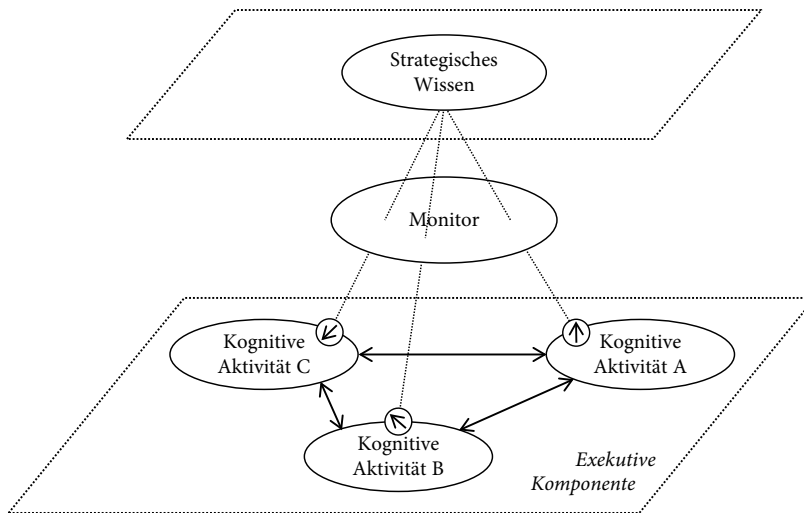 Strategisches
Wissen
Monitor
Kognitive
Aktivität C
Kognitive
Aktivität A
Kognitive
Aktivität B
Exekutive
Komponente